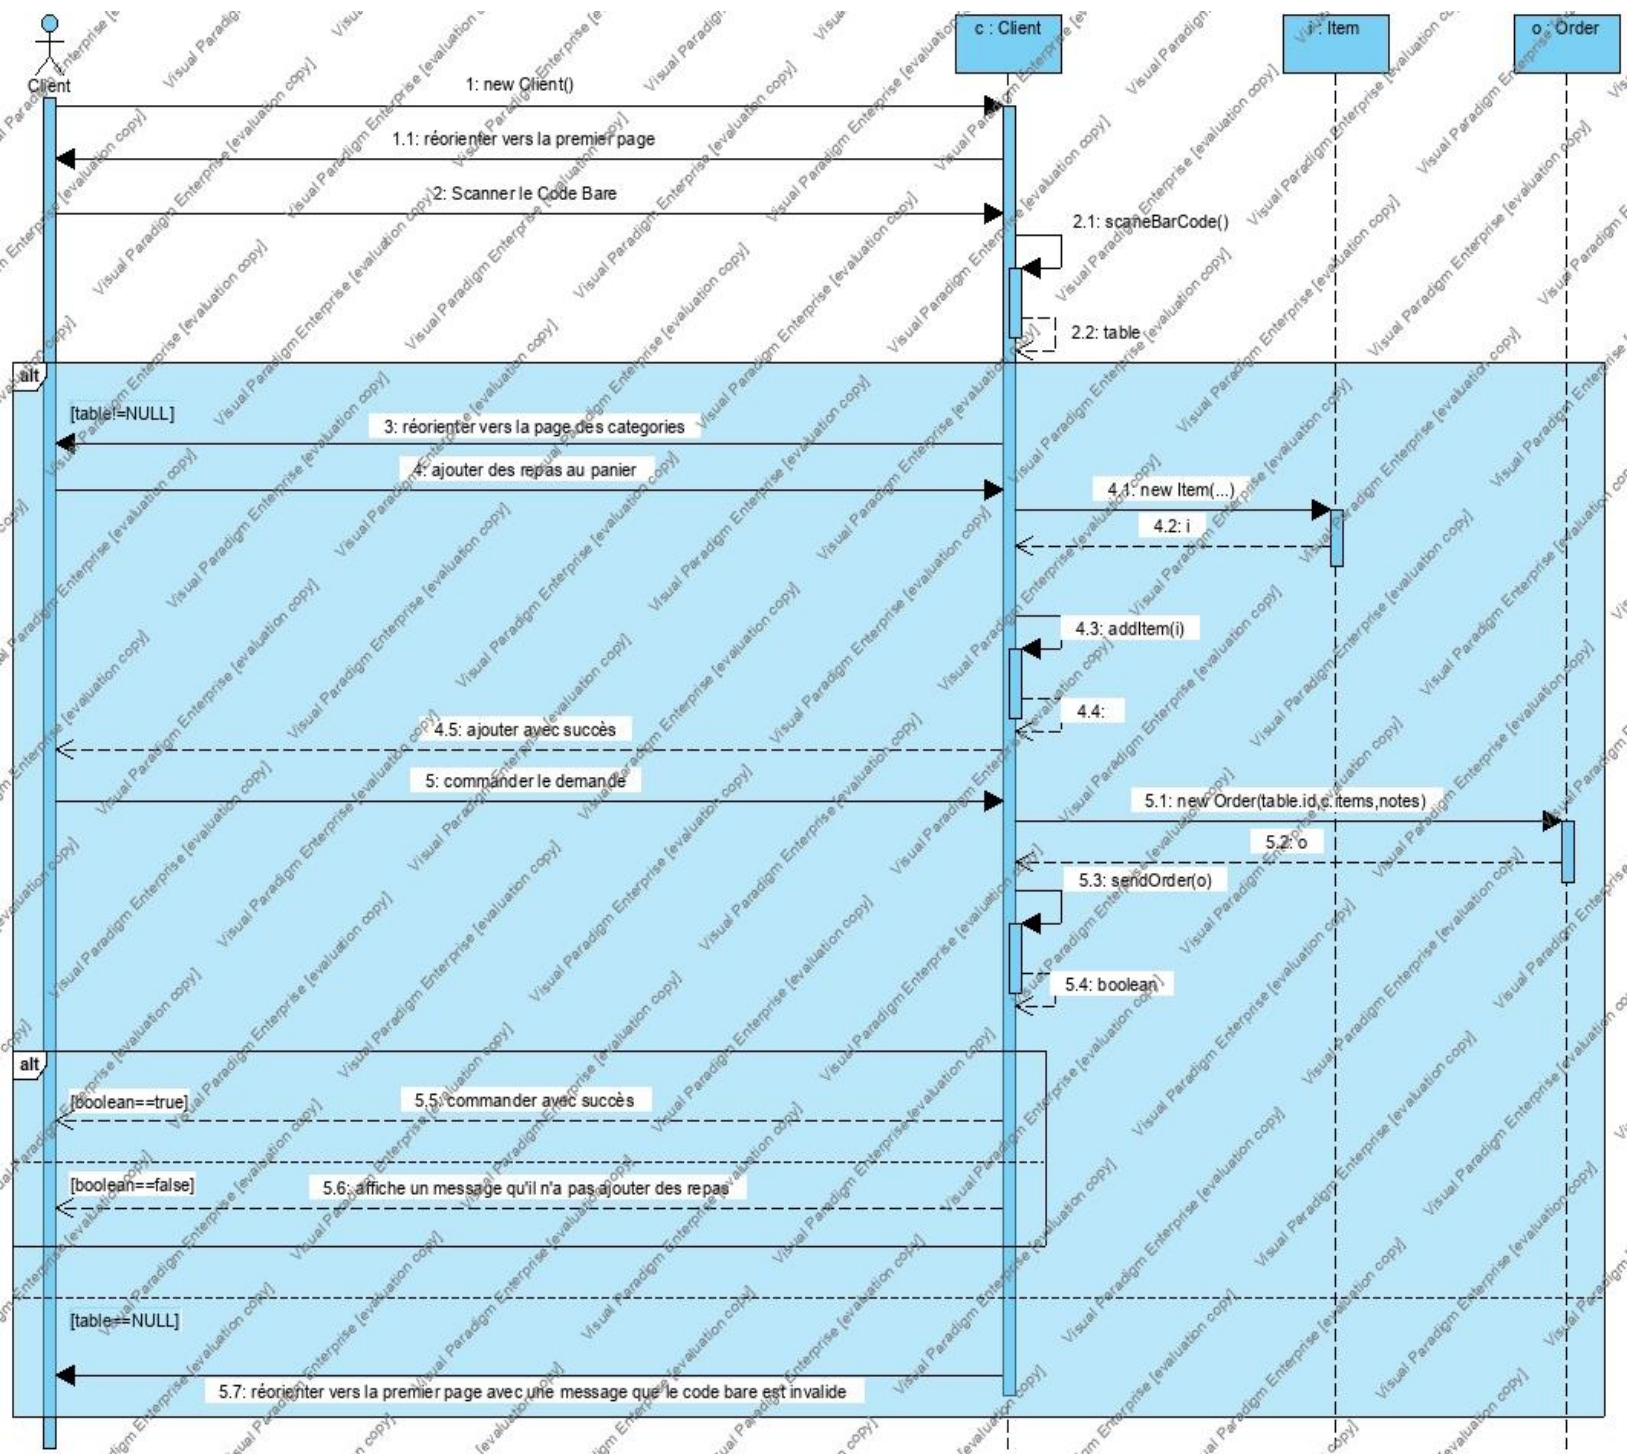 Client
c : Client
i : Item
o : Order
1: new Client()
1.1: réorienter vers la premier page
2: Scanner le Code Bare
2.1: scaneBarCode()
2.2: table
alt
[table!=NULL]
3: réorienter vers la page des categories
4: ajouter des repas au panier
4.1: new Item(...)
4.2: i
4.3: addItem(i)
4.4:
4.5: ajouter avec succès
5: commander le demande
5.1: new Order(table.id,c.items,notes)
5.2: o
5.3: sendOrder(o)
5.4: boolean
alt
[boolean==true]
5.5: commander avec succès
[boolean==false]
5.6: affiche un message qu'il n'a pas ajouter des repas
[table==NULL]
5.7: réorienter vers la premier page avec une message que le code bare est invalide
Visual Paradigm Enterprise [evaluation copy]